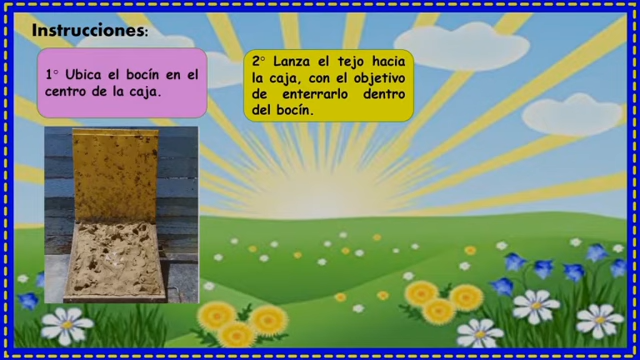 Instrucciones:
1° Ubica el bocín en el
centro de la caja.
2° Lanza el tejo hacia
la caja, con el objetivo
de enterrarlo dentro
del bocín.